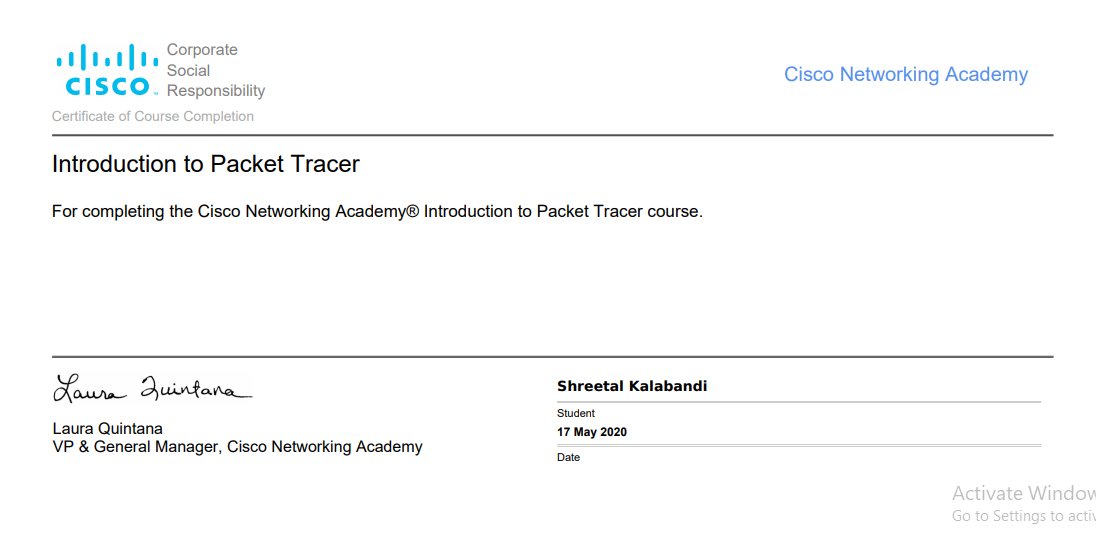 CISCO
Corporate
Social
Responsibility
Cisco Networking Academy
Certificate of Course Completion
Introduction to Packet Tracer
For completing the Cisco Networking Academy® Introduction to Packet Tracer course.
Laura Quintana
Laura Quintana
VP & General Manager, Cisco Networking Academy
Shreetal Kalabandi
Student
17 May 2020
Date
Activate Window
Go to Settings to activ